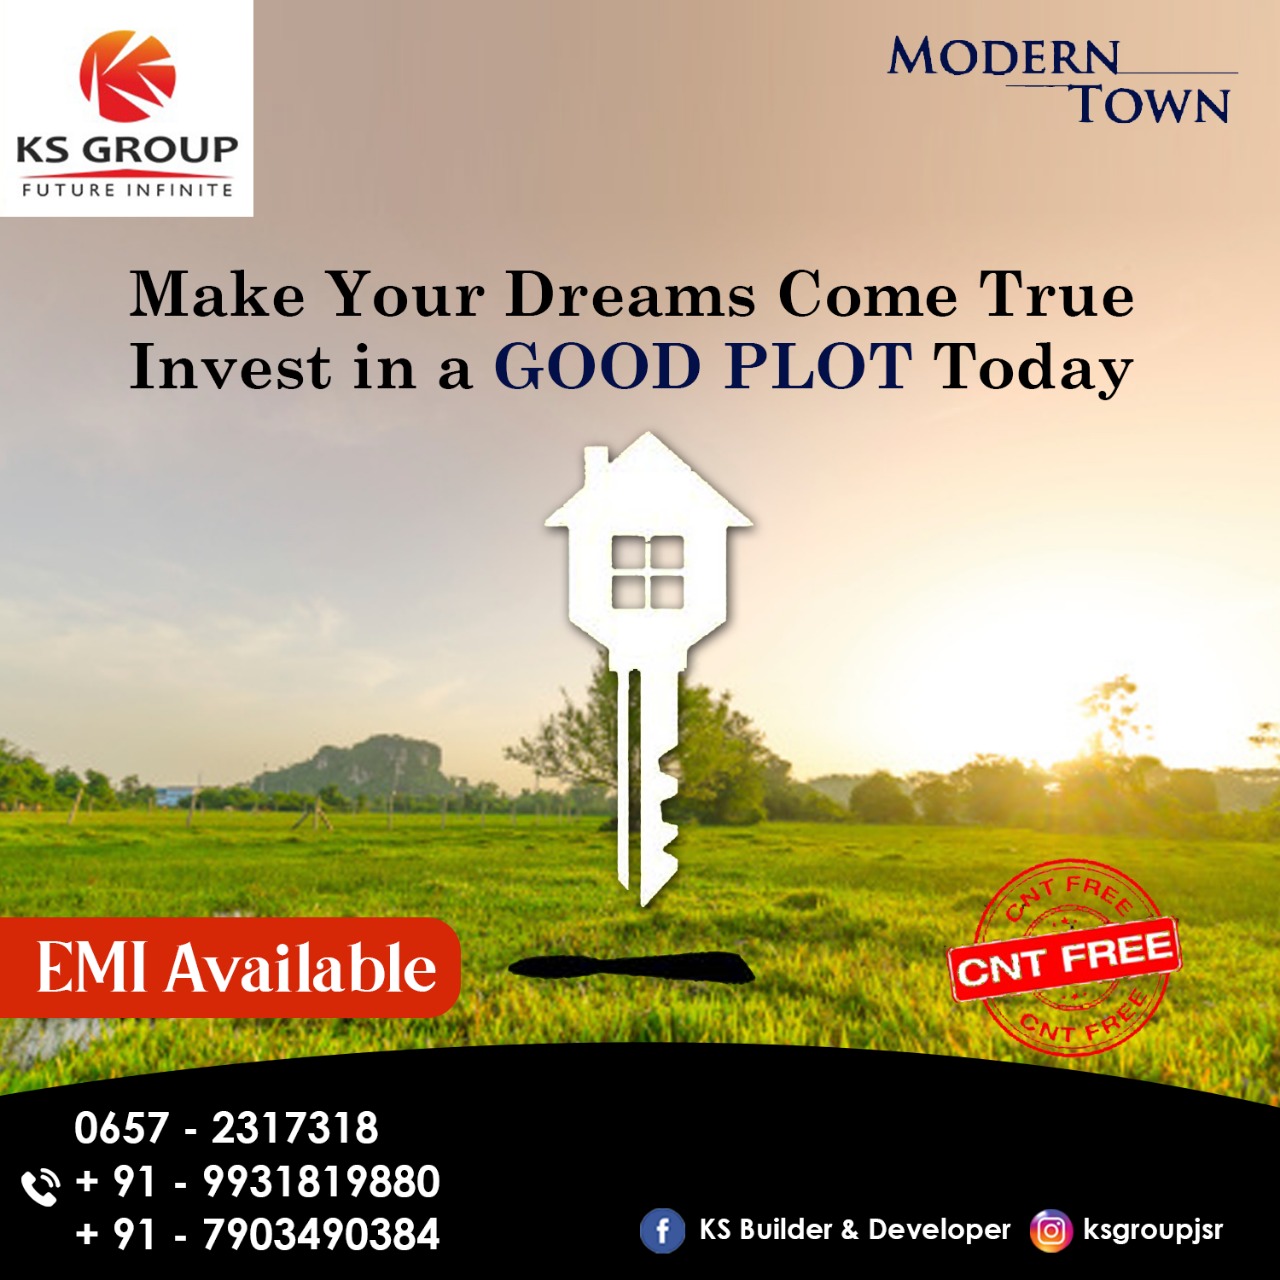 KS GROUP
FUTURE INFINITE
MODERN
TOWN
Make Your Dreams Come True
Invest in a GOOD PLOT Today
EMI Available
CNT FREE
CNT FREE
CNT FREE
0657 - 2317318
+ 91 - 9931819880
+ 91 - 7903490384
KS Builder & Developer
ksgroupjsr